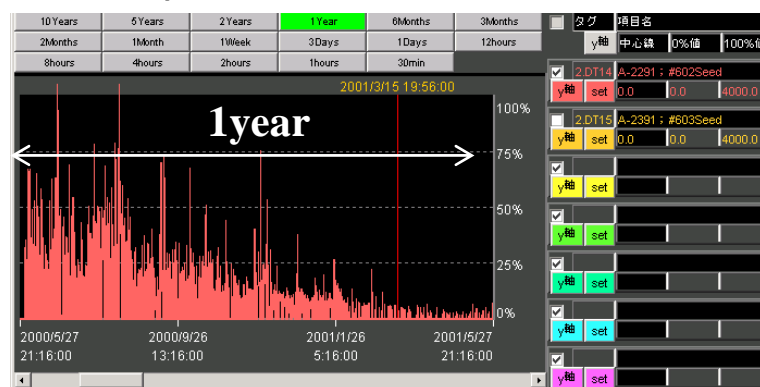 10Years 5Years 2Years 1Year 6Months 3Months
2Months 1Month 1Week 3Days 1Days 12hours
8hours 4hours 2hours 1hours 30min
タグ 項目名
y軸 中心線 0%値 100%値
2.DT14 A-2291 ; #602Seed
y軸 set 0.0 0.0 4000.0
2.DT15 A-2391 ; #603Seed
y軸 set 0.0 0.0 4000.0
y軸 set
y軸 set
y軸 set
y軸 set
y軸 set
2001/3/15 19:56:00
1year
100%
75%
50%
25%
0%
2000/5/27 2000/9/26 2001/1/26 2001/5/27
21:16:00 13:16:00 5:16:00 21:16:00